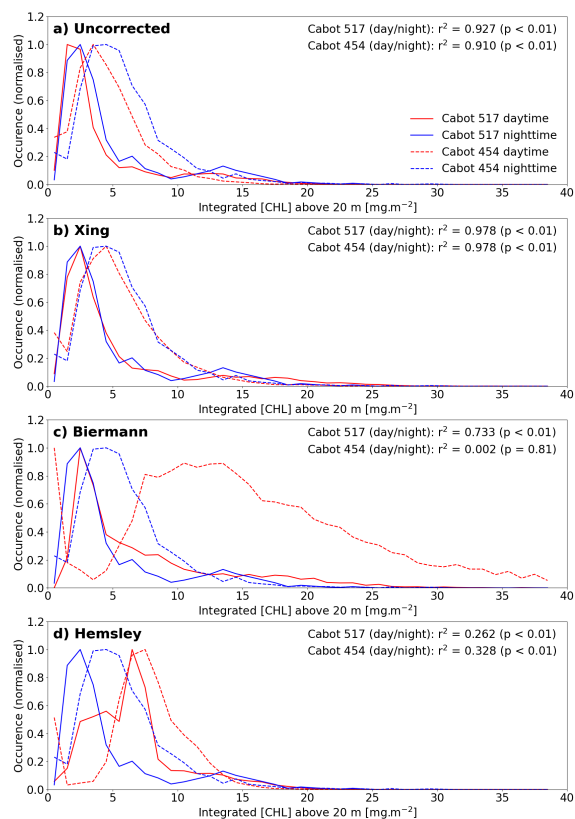 a) Uncorrected
Cabot 517 (day/night): r² = 0.927 (p < 0.01)
Cabot 454 (day/night): r² = 0.910 (p < 0.01)
Cabot 517 daytime
Cabot 517 nighttime
Cabot 454 daytime
Cabot 454 nighttime
Occurence (normalised)
1.2
1.0
0.8
0.6
0.4
0.2
0.0
0 5 10 15 20 25 30 35 40
Integrated [CHL] above 20 m [mg.m⁻²]
b) Xing
Cabot 517 (day/night): r² = 0.978 (p < 0.01)
Cabot 454 (day/night): r² = 0.978 (p < 0.01)
Occurence (normalised)
1.2
1.0
0.8
0.6
0.4
0.2
0.0
0 5 10 15 20 25 30 35 40
Integrated [CHL] above 20 m [mg.m⁻²]
c) Biermann
Cabot 517 (day/night): r² = 0.733 (p < 0.01)
Cabot 454 (day/night): r² = 0.002 (p = 0.81)
Occurence (normalised)
1.2
1.0
0.8
0.6
0.4
0.2
0.0
0 5 10 15 20 25 30 35 40
Integrated [CHL] above 20 m [mg.m⁻²]
d) Hemsley
Cabot 517 (day/night): r² = 0.262 (p < 0.01)
Cabot 454 (day/night): r² = 0.328 (p < 0.01)
Occurence (normalised)
1.2
1.0
0.8
0.6
0.4
0.2
0.0
0 5 10 15 20 25 30 35 40
Integrated [CHL] above 20 m [mg.m⁻²]